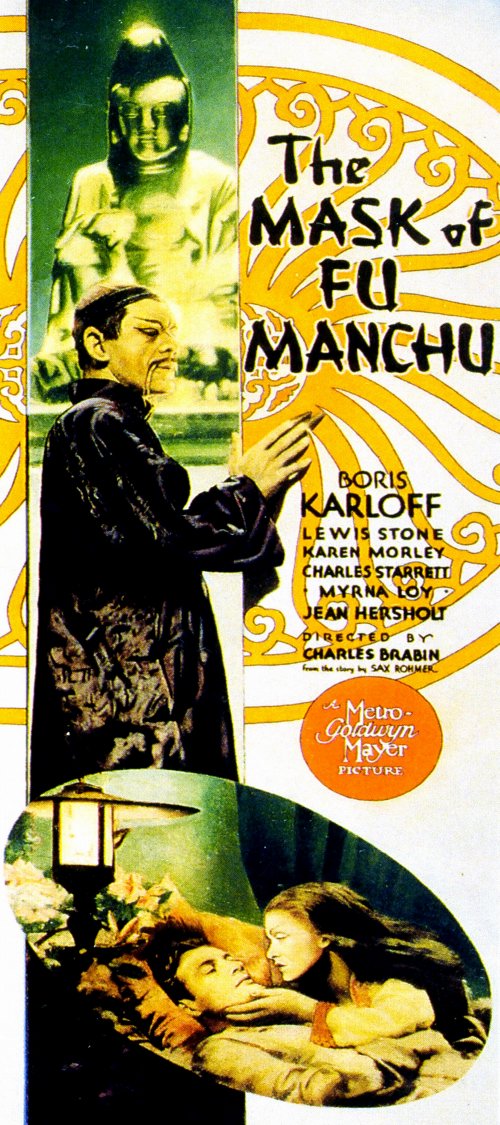 The
MASK of
FU
MANCHU
BORIS
KARLOFF
LEWIS STONE
KAREN MORLEY
CHARLES STARRETT
· MYRNA LOY ·
JEAN HERSHOLT
DIRECTED BY
CHARLES BRABIN
from the story by SAX ROHMER
A
Metro-
Goldwyn
Mayer
PICTURE